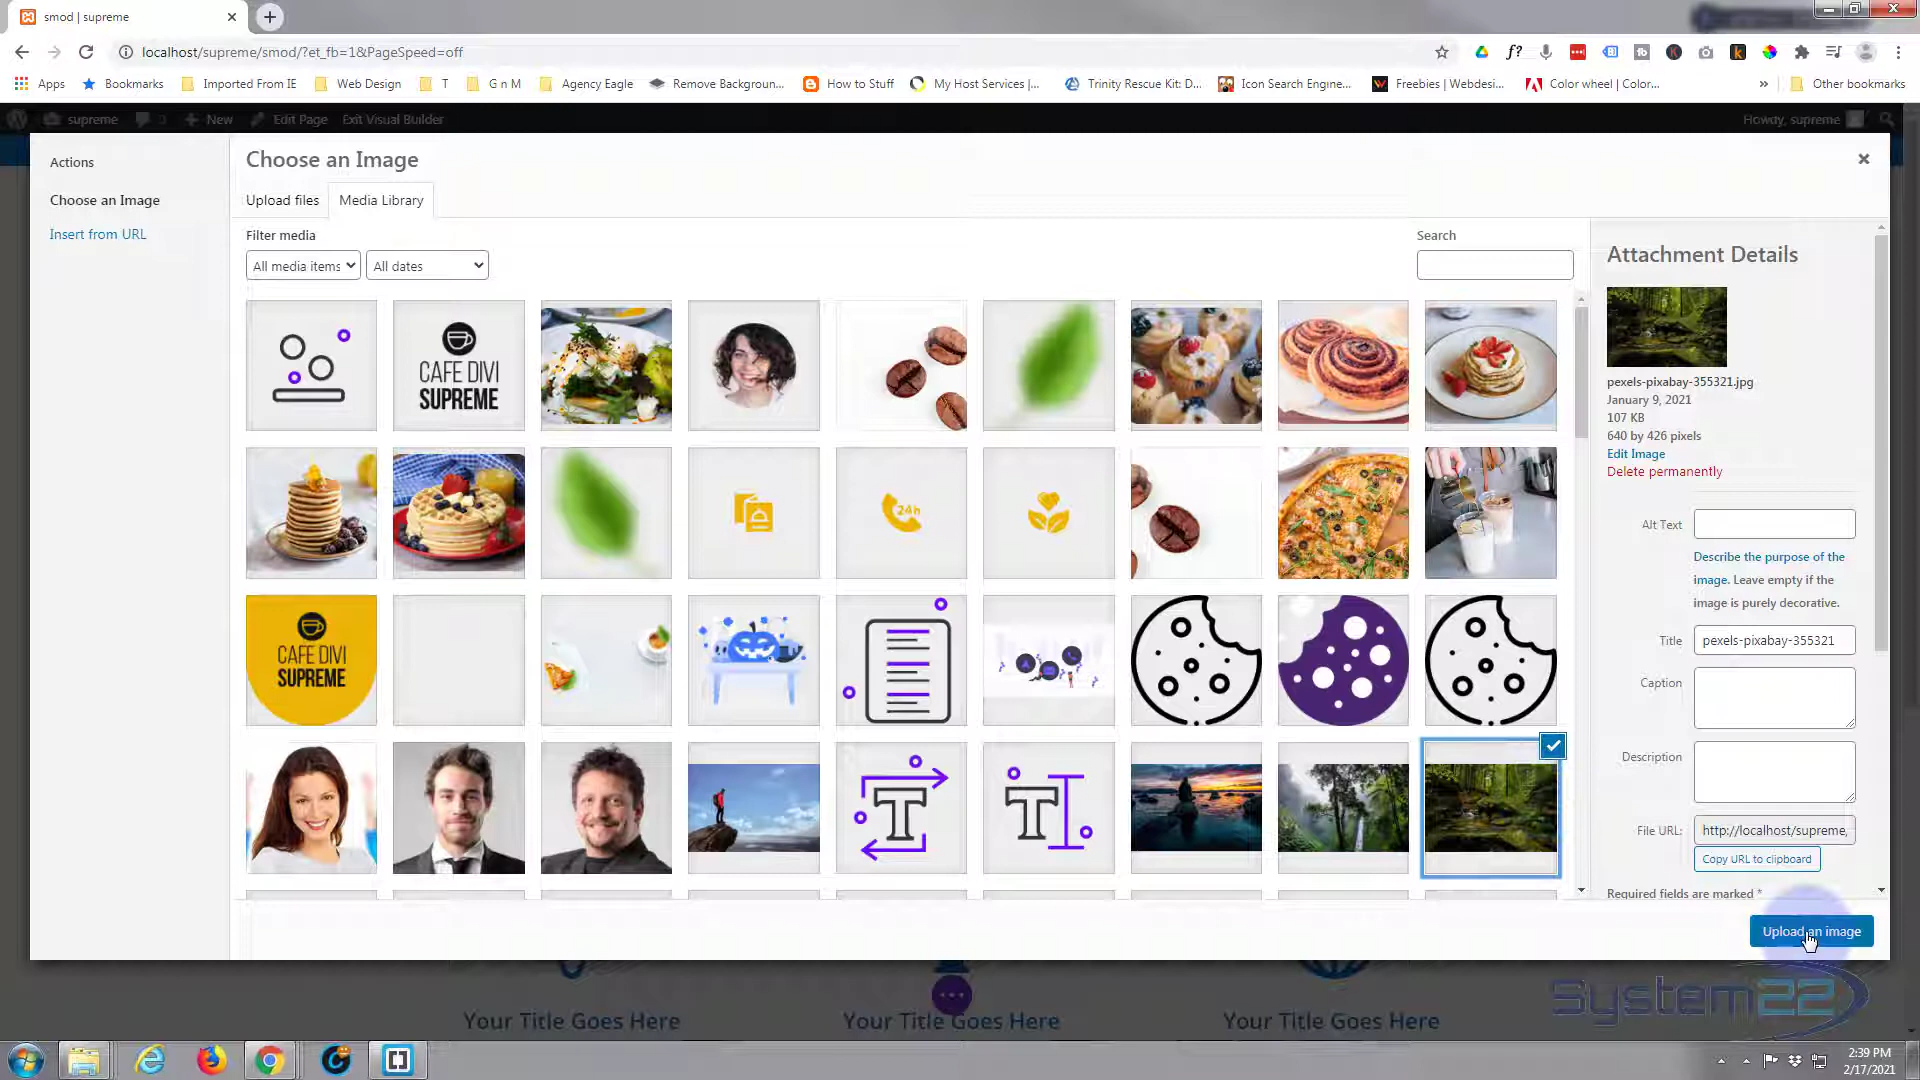 smod | supreme
localhost/supreme/smod/?et_fb=1&PageSpeed=off
Apps Bookmarks Imported From IE Web Design T G n M Agency Eagle Remove Backgroun... How to Stuff My Host Services |... Trinity Rescue Kit: D... Icon Search Engine... Freebies | Webdesi... Color wheel | Color... » Other bookmarks
supreme New Edit Page Exit Visual Builder Howdy, supreme
Actions
Choose an Image
Insert from URL
Choose an Image
Upload files Media Library
Filter media
All media items All dates
Search
CAFE DIVI
SUPREME
24h
CAFE DIVI
SUPREME
Attachment Details
pexels-pixabay-355321.jpg
January 9, 2021
107 KB
640 by 426 pixels
Edit Image
Delete permanently
Alt Text
Describe the purpose of the
image. Leave empty if the
image is purely decorative.
Title pexels-pixabay-355321
Caption
Description
File URL: http://localhost/supreme,
Copy URL to clipboard
Required fields are marked *
Upload an image
System22
Your Title Goes Here Your Title Goes Here Your Title Goes Here
2:39 PM
2/17/2021